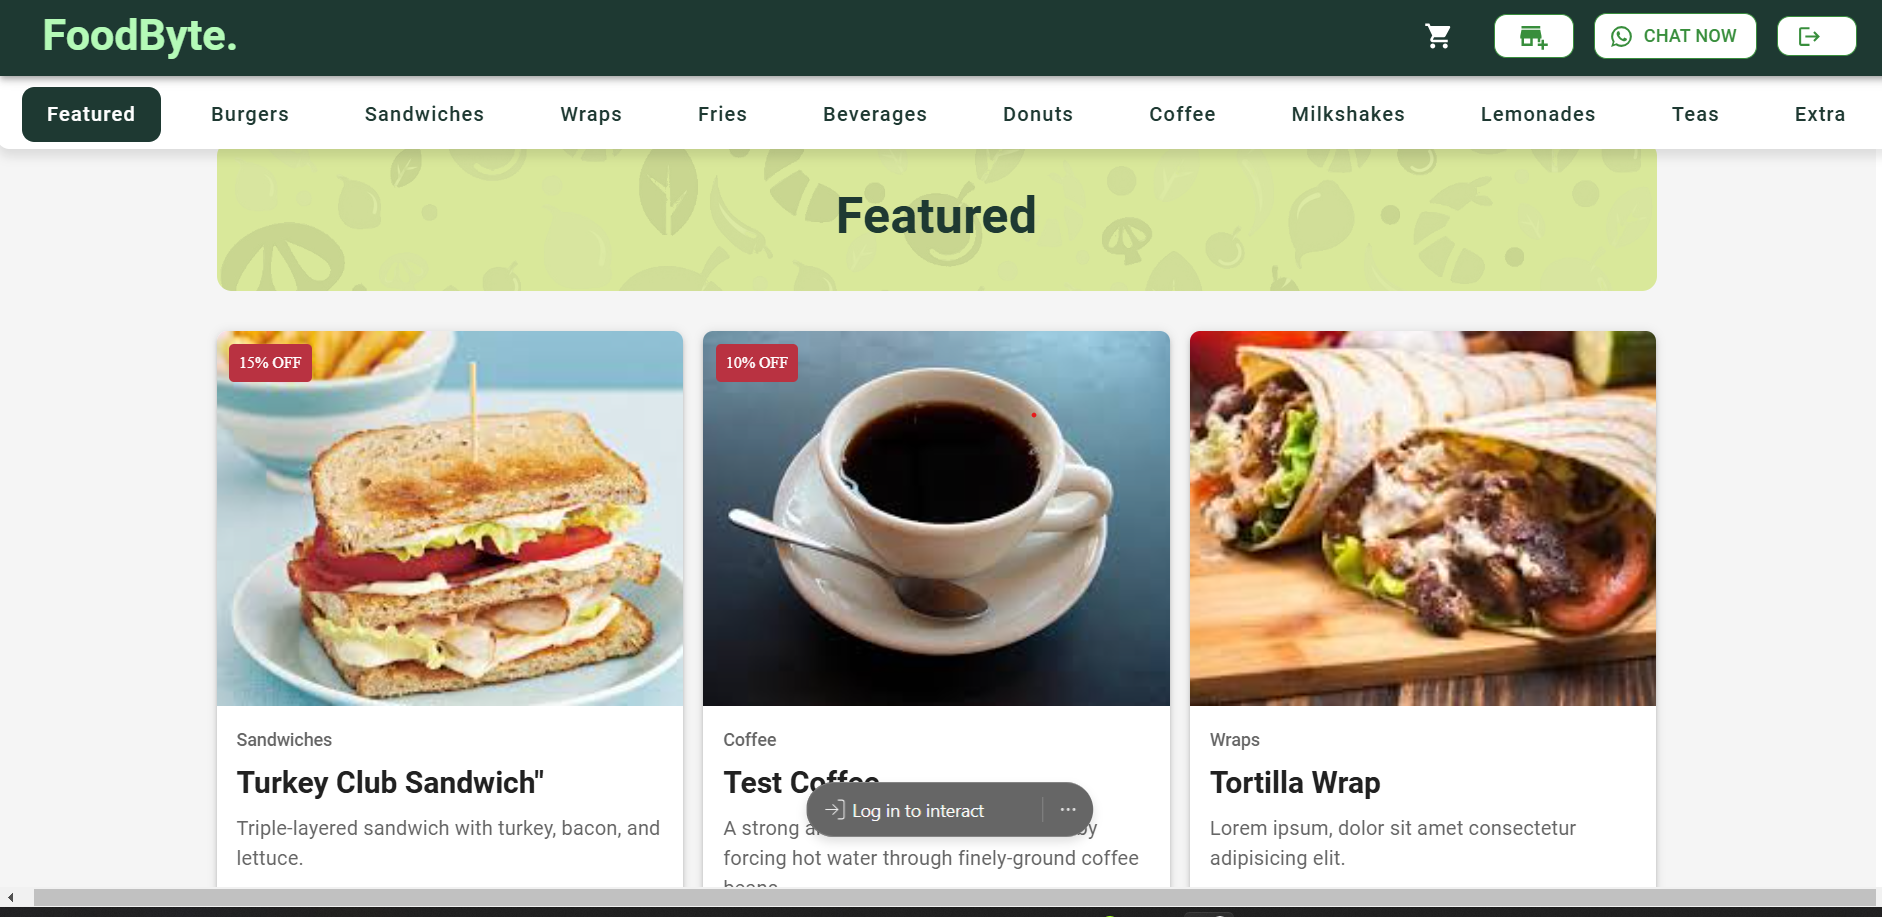 FoodByte.
CHAT NOW
Featured Burgers Sandwiches Wraps Fries Beverages Donuts Coffee Milkshakes Lemonades Teas Extra
Featured
15% OFF
10% OFF
Sandwiches
Turkey Club Sandwich"
Triple-layered sandwich with turkey, bacon, and
lettuce.
Coffee
Test Coffee
A strong by
forcing hot water through finely-ground coffee
Log in to interact
Wraps
Tortilla Wrap
Lorem ipsum, dolor sit amet consectetur
adipisicing elit.